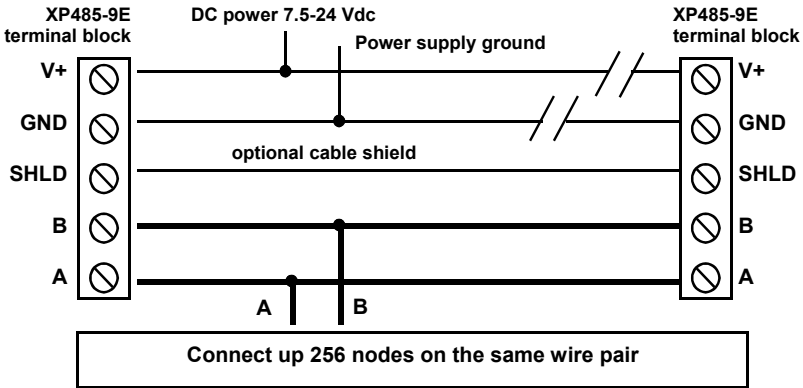 XP485-9E
terminal block
DC power 7.5-24 Vdc
Power supply ground
XP485-9E
terminal block
V+
V+
GND
GND
optional cable shield
SHLD
SHLD
B
B
A
A
A
B
Connect up 256 nodes on the same wire pair